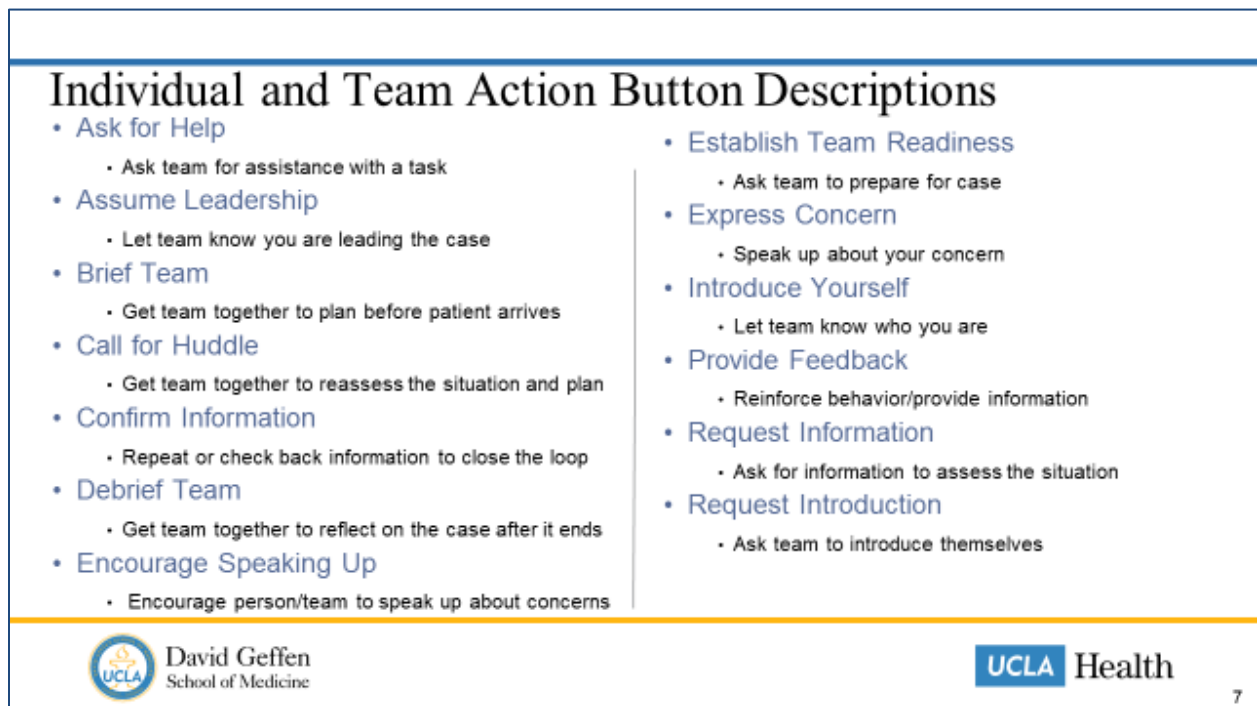 Individual and Team Action Button Descriptions
• Ask for Help
• Ask team for assistance with a task
• Assume Leadership
• Let team know you are leading the case
• Brief Team
• Get team together to plan before patient arrives
• Call for Huddle
• Get team together to reassess the situation and plan
• Confirm Information
• Repeat or check back information to close the loop
• Debrief Team
• Get team together to reflect on the case after it ends
• Encourage Speaking Up
• Encourage person/team to speak up about concerns
• Establish Team Readiness
• Ask team to prepare for case
• Express Concern
• Speak up about your concern
• Introduce Yourself
• Let team know who you are
• Provide Feedback
• Reinforce behavior/provide information
• Request Information
• Ask for information to assess the situation
• Request Introduction
• Ask team to introduce themselves
UCLA
David Geffen
School of Medicine
UCLA Health
7